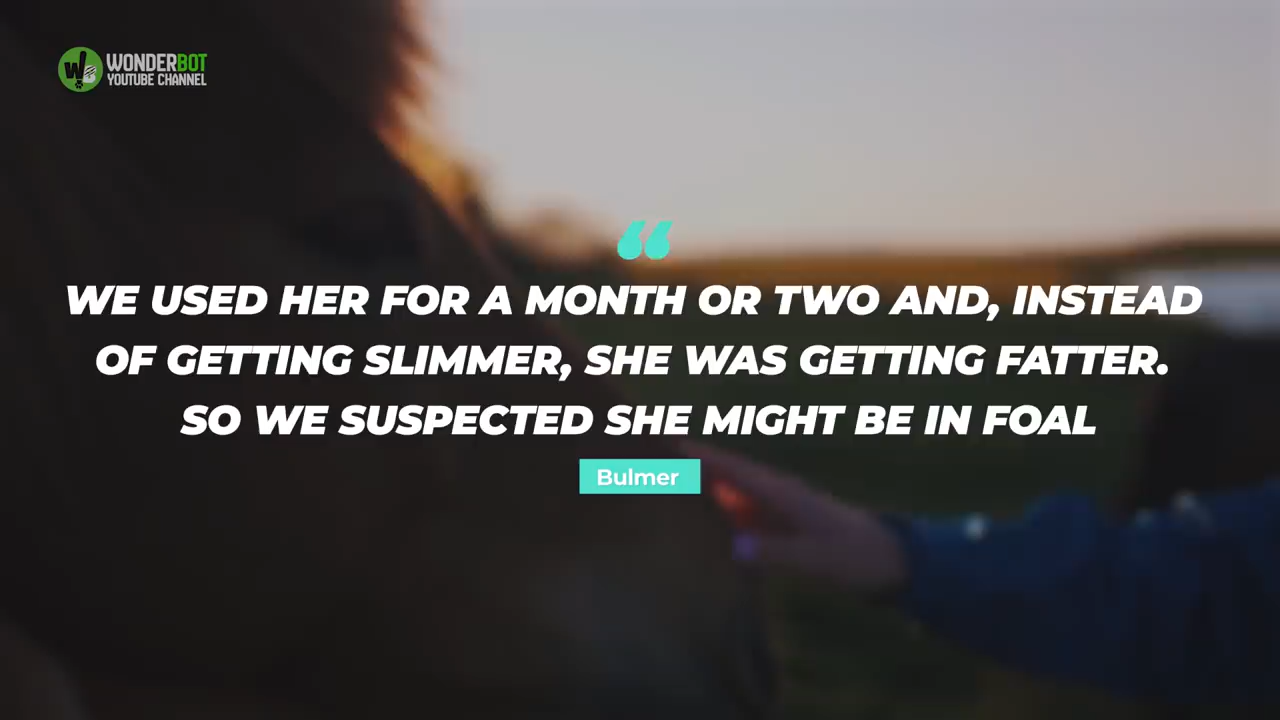 WONDERBOT
YOUTUBE CHANNEL
“
WE USED HER FOR A MONTH OR TWO AND, INSTEAD
OF GETTING SLIMMER, SHE WAS GETTING FATTER.
SO WE SUSPECTED SHE MIGHT BE IN FOAL
Bulmer